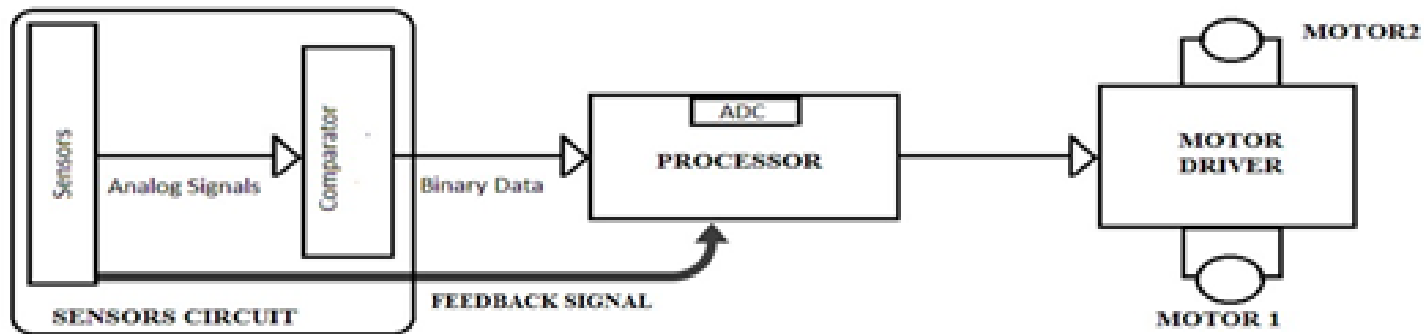 Sensors
Analog Signals
Comparator
SENSORS CIRCUIT
Binary Data
FEEDBACK SIGNAL
ADC
PROCESSOR
MOTOR2
MOTOR
DRIVER
MOTOR 1